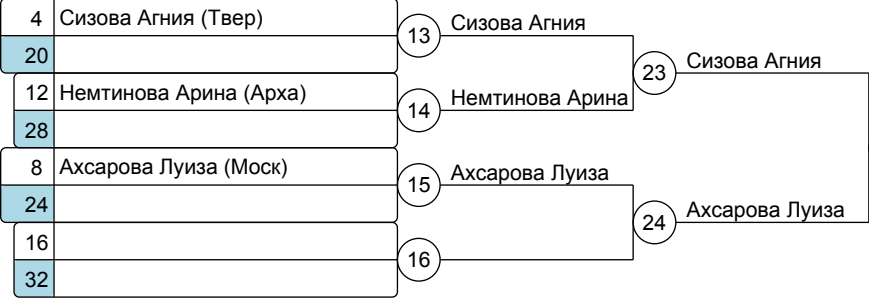 4 Сизова Агния (Твер)
20
13 Сизова Агния
23 Сизова Агния
12 Немтинова Арина (Арха)
28
14 Немтинова Арина
8 Ахсарова Луиза (Моск)
24
15 Ахсарова Луиза
24 Ахсарова Луиза
16
32
16